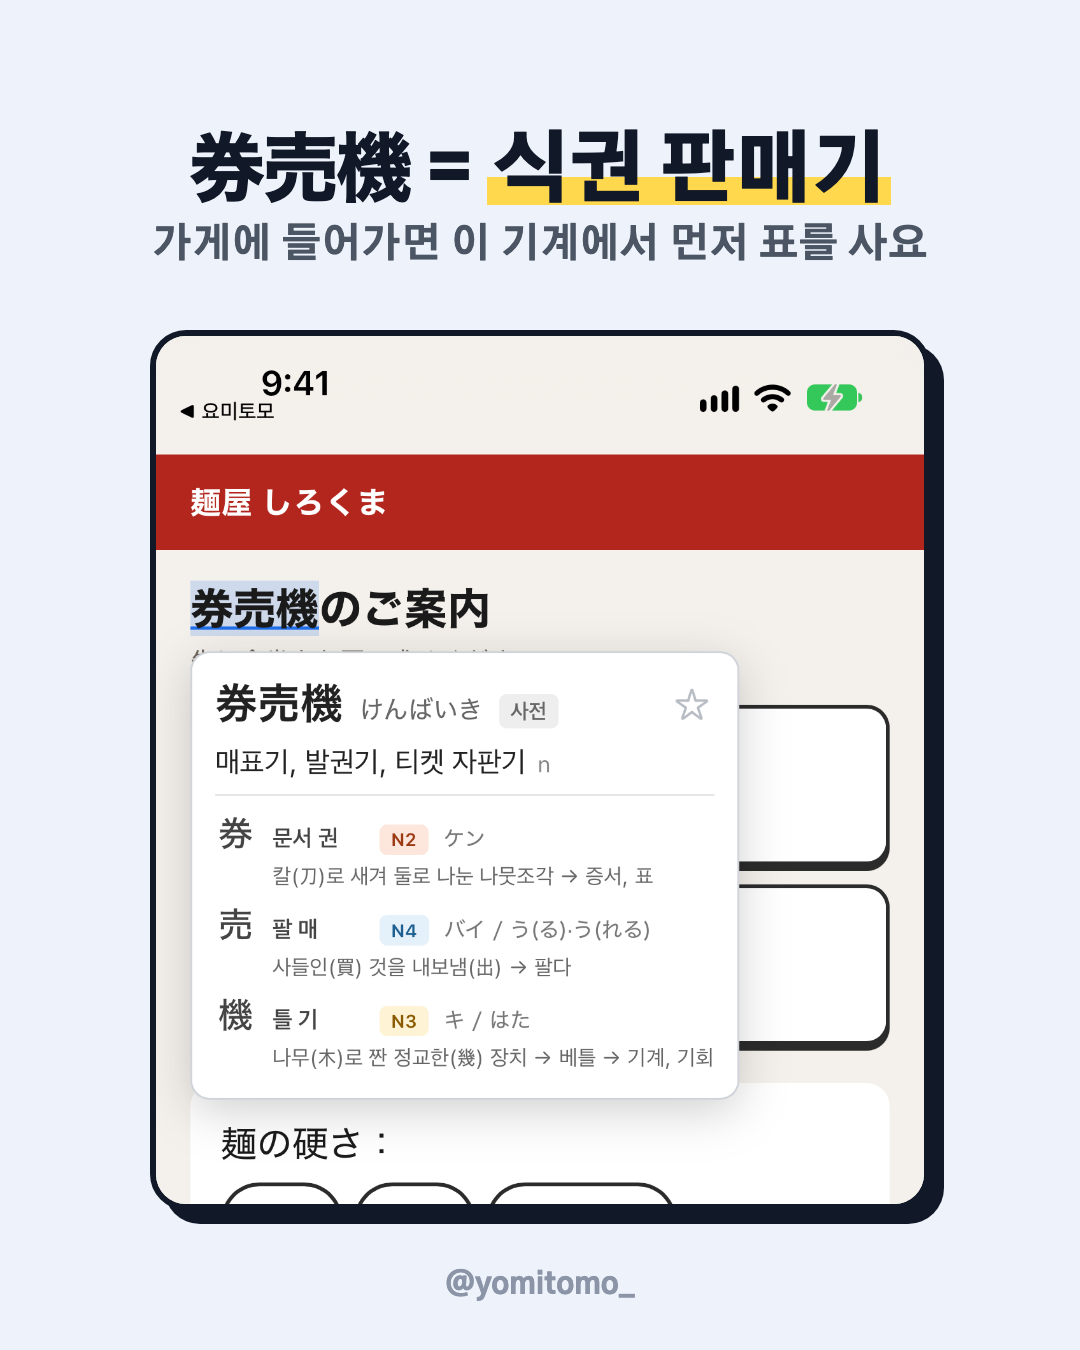 券売機 = 식권 판매기
가게에 들어가면 이 기계에서 먼저 표를 사요
9:41
◀ 요미토모
麺屋 しろくま
券売機のご案内
券売機 けんばいき 사전
매표기, 발권기, 티켓 자판기 n
券 문서 권 N2 ケン
칼(刀)로 새겨 둘로 나눈 나뭇조각 → 증서, 표
売 팔 매 N4 バイ / う(る)·う(れる)
사들인(買) 것을 내보냄(出) → 팔다
機 틀 기 N3 キ / はた
나무(木)로 짠 정교한(幾) 장치 → 베틀 → 기계, 기회
麺の硬さ：
@yomitomo_